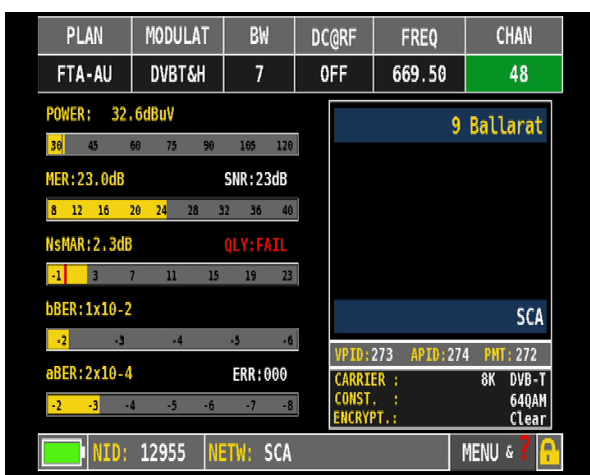 PLAN MODULAT BW DC@RF FREQ CHAN
FTA-AU DVBT&H 7 OFF 669.50 48
POWER: 32.6dBuV
30 45 60 75 90 105 120
MER:23.0dB SNR:23dB
8 12 16 20 24 28 32 36 40
NsMAR:2.3dB QLY:FAIL
-1 3 7 11 15 19 23
bBER:1x10-2
-2 -3 -4 -5 -6
aBER:2x10-4 ERR:000
-2 -3 -4 -5 -6 -7 -8
9 Ballarat
SCA
VPID:273 APID:274 PMT:272
CARRIER : 8K DVB-T
CONST. : 64QAM
ENCRYPT.: Clear
NID: 12955 NETW: SCA MENU & ?